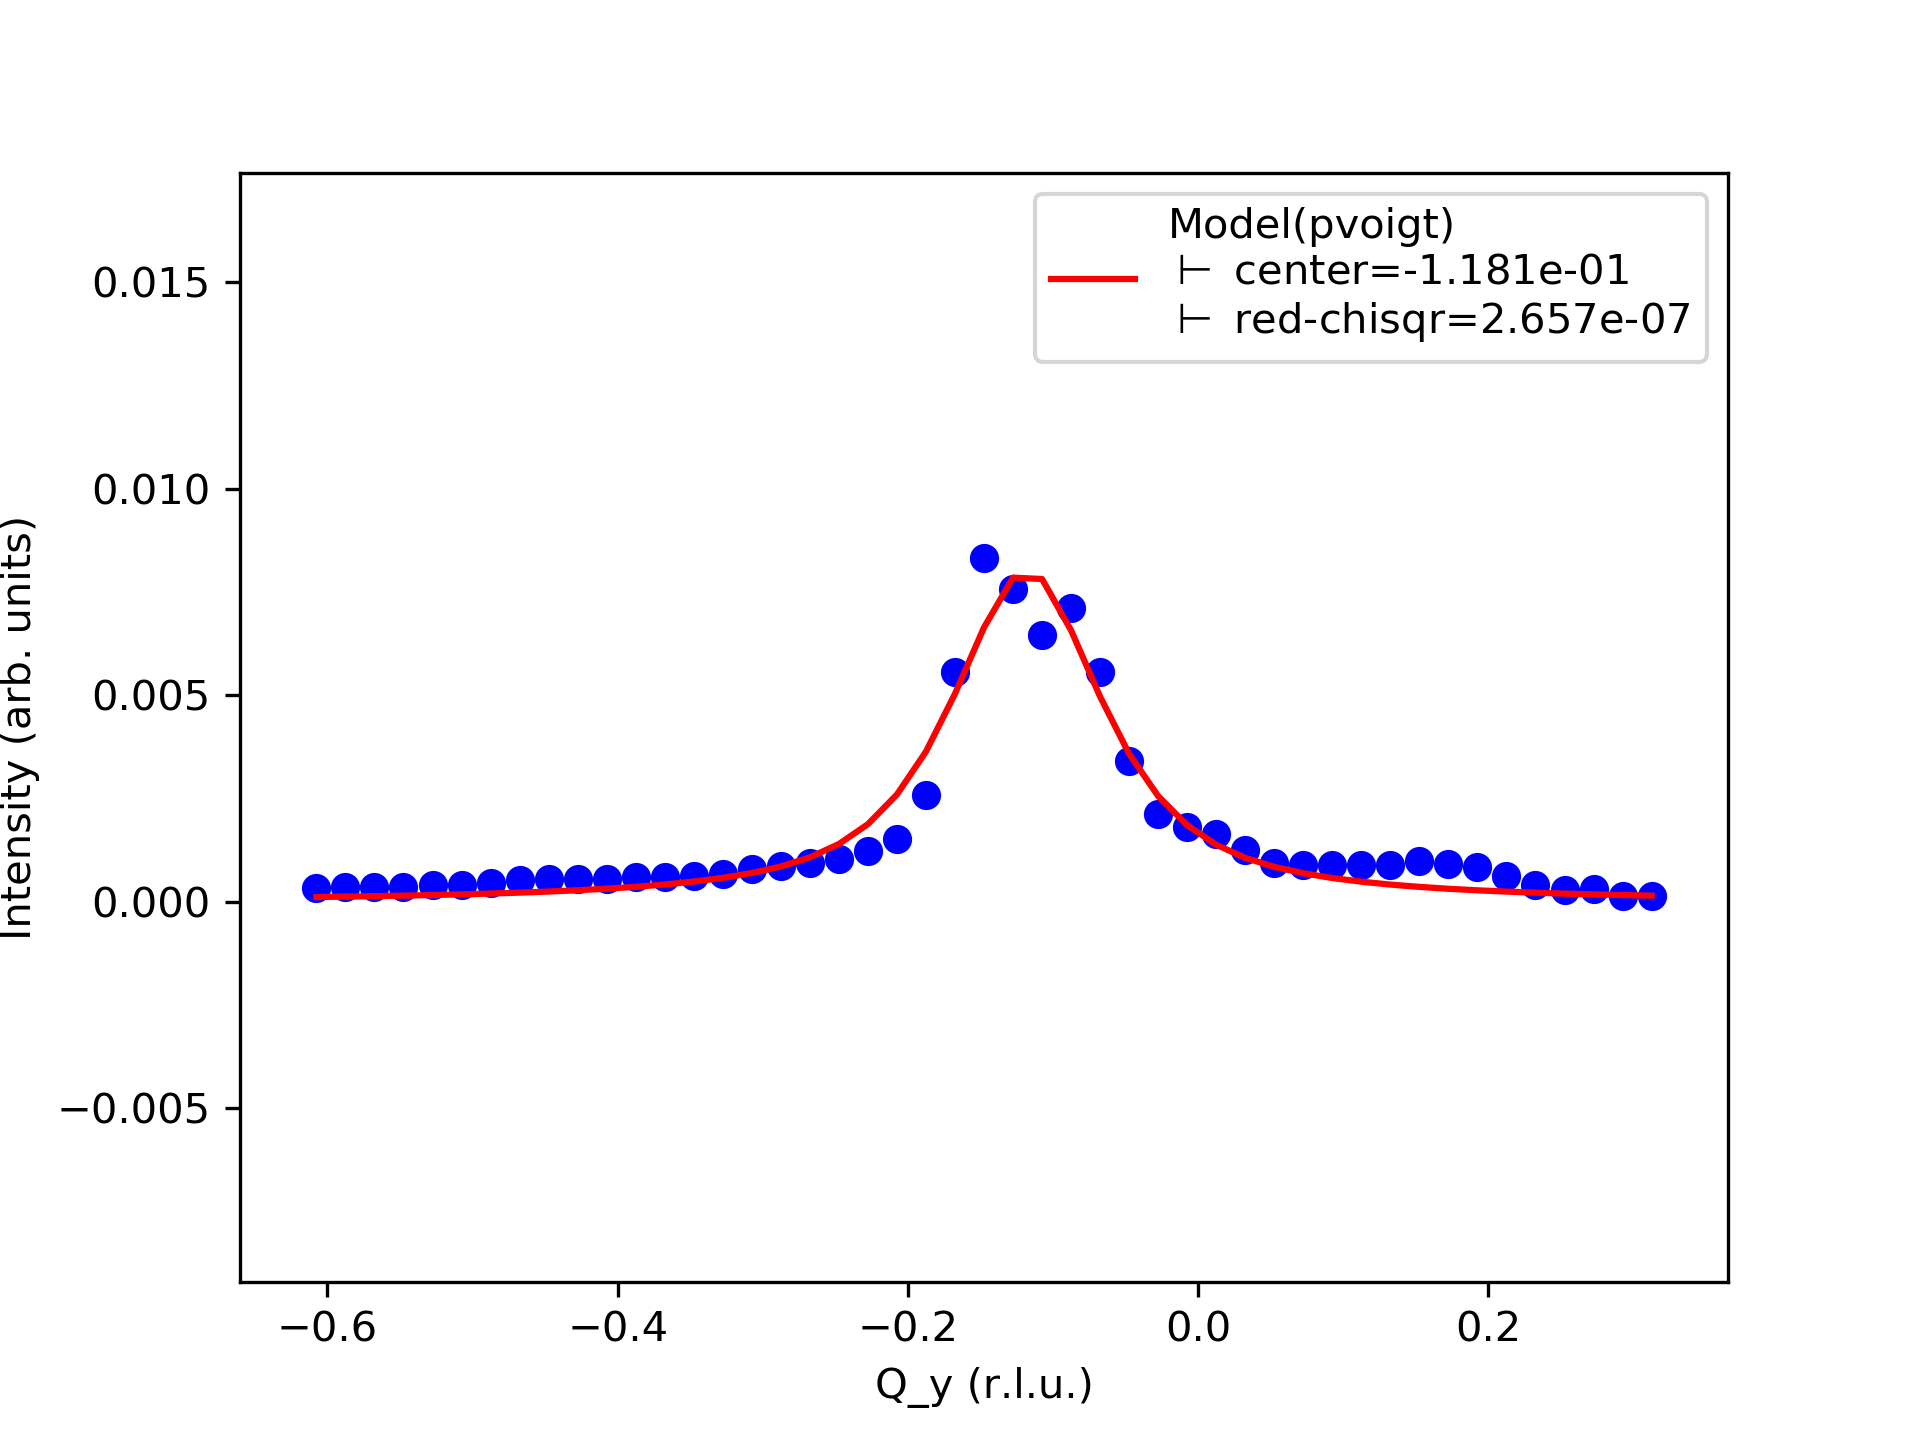 Model(pvoigt)
⊢ center=-1.181e-01
⊢ red-chisqr=2.657e-07
0.015
0.010
0.005
0.000
−0.005
Intensity (arb. units)
−0.6 −0.4 −0.2 0.0 0.2
Q_y (r.l.u.)